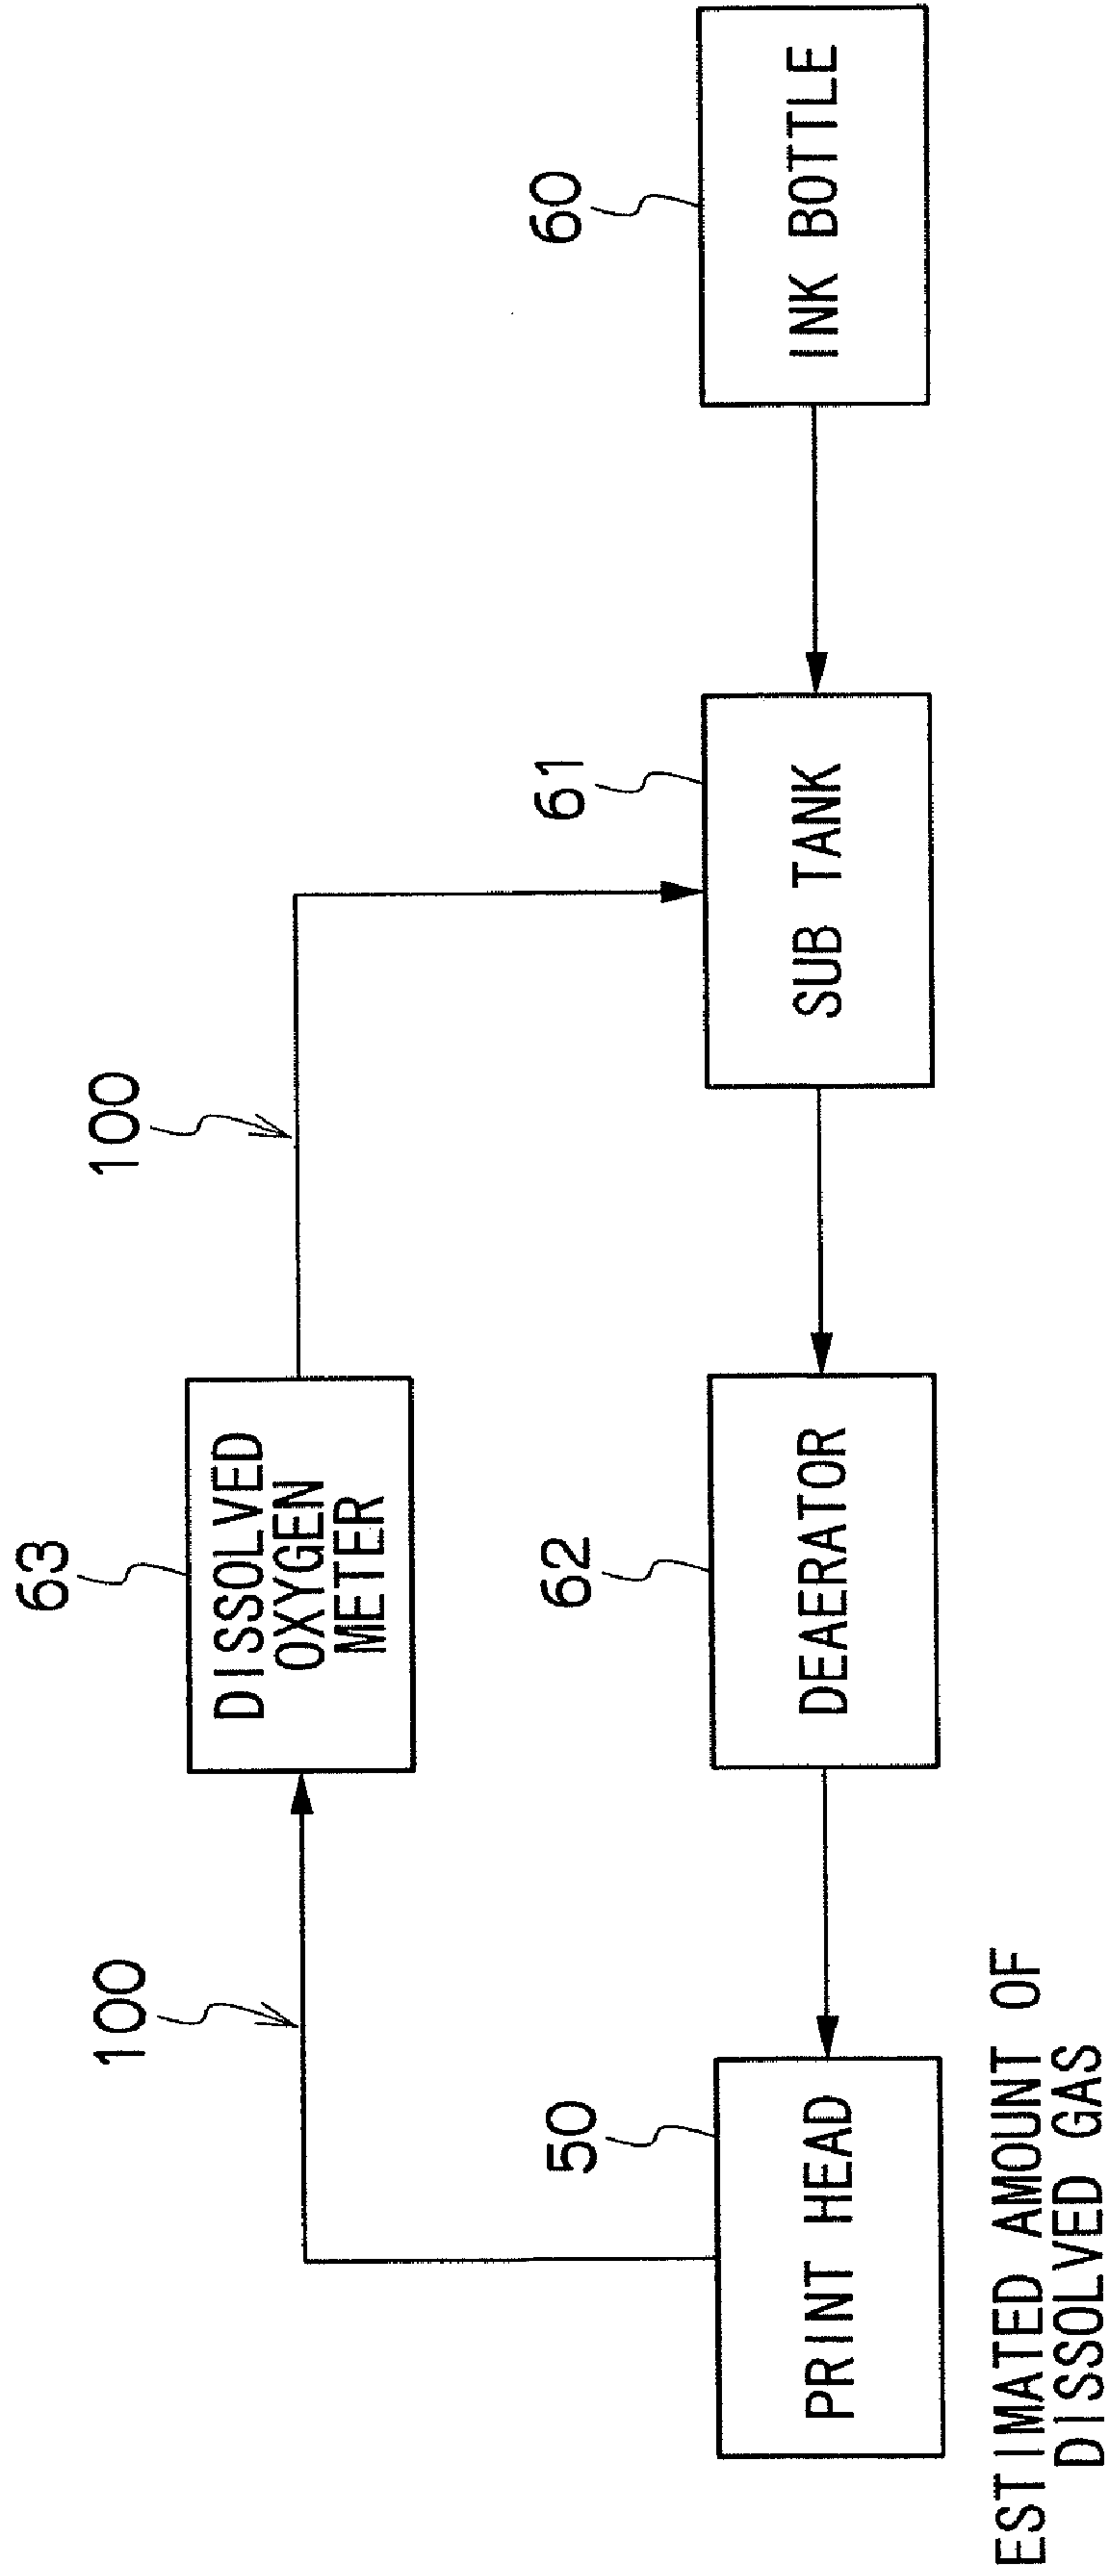 63
100
100
DISSOLVED
OXYGEN
METER
50
62
61
60
PRINT HEAD
DEAERATOR
SUB TANK
INK BOTTLE
ESTIMATED AMOUNT OF
DISSOLVED GAS